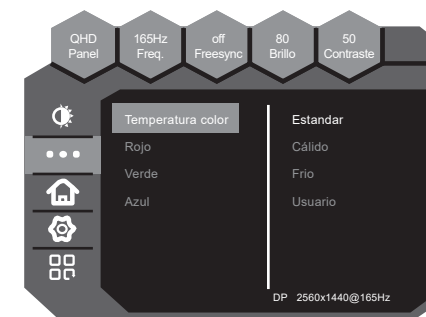 QHD
Panel
165Hz
Freq.
off
Freesync
80
Brillo
50
Contraste
Temperatura color
Rojo
Verde
Azul
Estandar
Cálido
Frio
Usuario
DP 2560x1440@165Hz